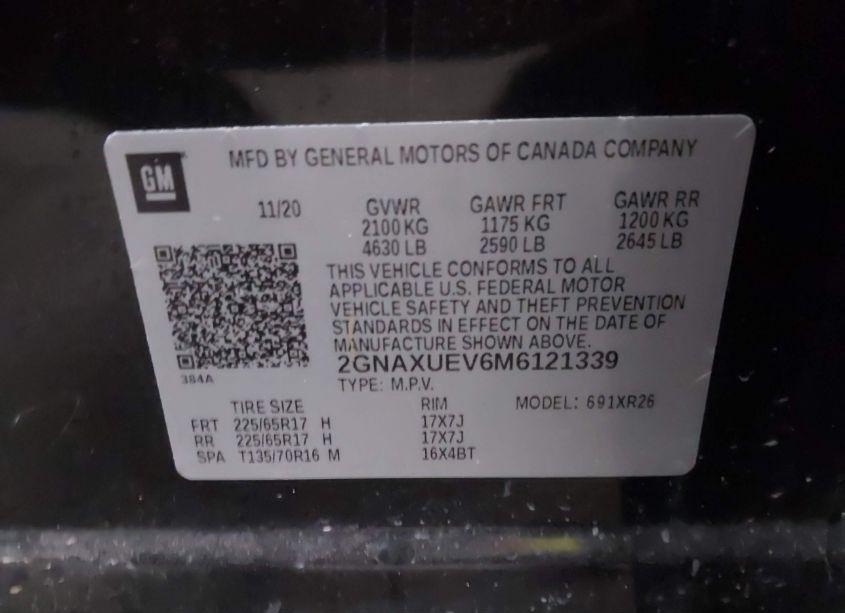 MFD BY GENERAL MOTORS OF CANADA COMPANY
GM
11/20 GVWR GAWR FRT GAWR RR
2100 KG 1175 KG 1200 KG
4630 LB 2590 LB 2645 LB
THIS VEHICLE CONFORMS TO ALL
APPLICABLE U.S. FEDERAL MOTOR
VEHICLE SAFETY AND THEFT PREVENTION
STANDARDS IN EFFECT ON THE DATE OF
MANUFACTURE SHOWN ABOVE.
2GNAXUEV6M6121339
384A
TYPE: M.P.V.
TIRE SIZE RIM MODEL: 691XR26
FRT 225/65R17 H 17X7J
RR 225/65R17 H 17X7J
SPA T135/70R16 M 16X4BT